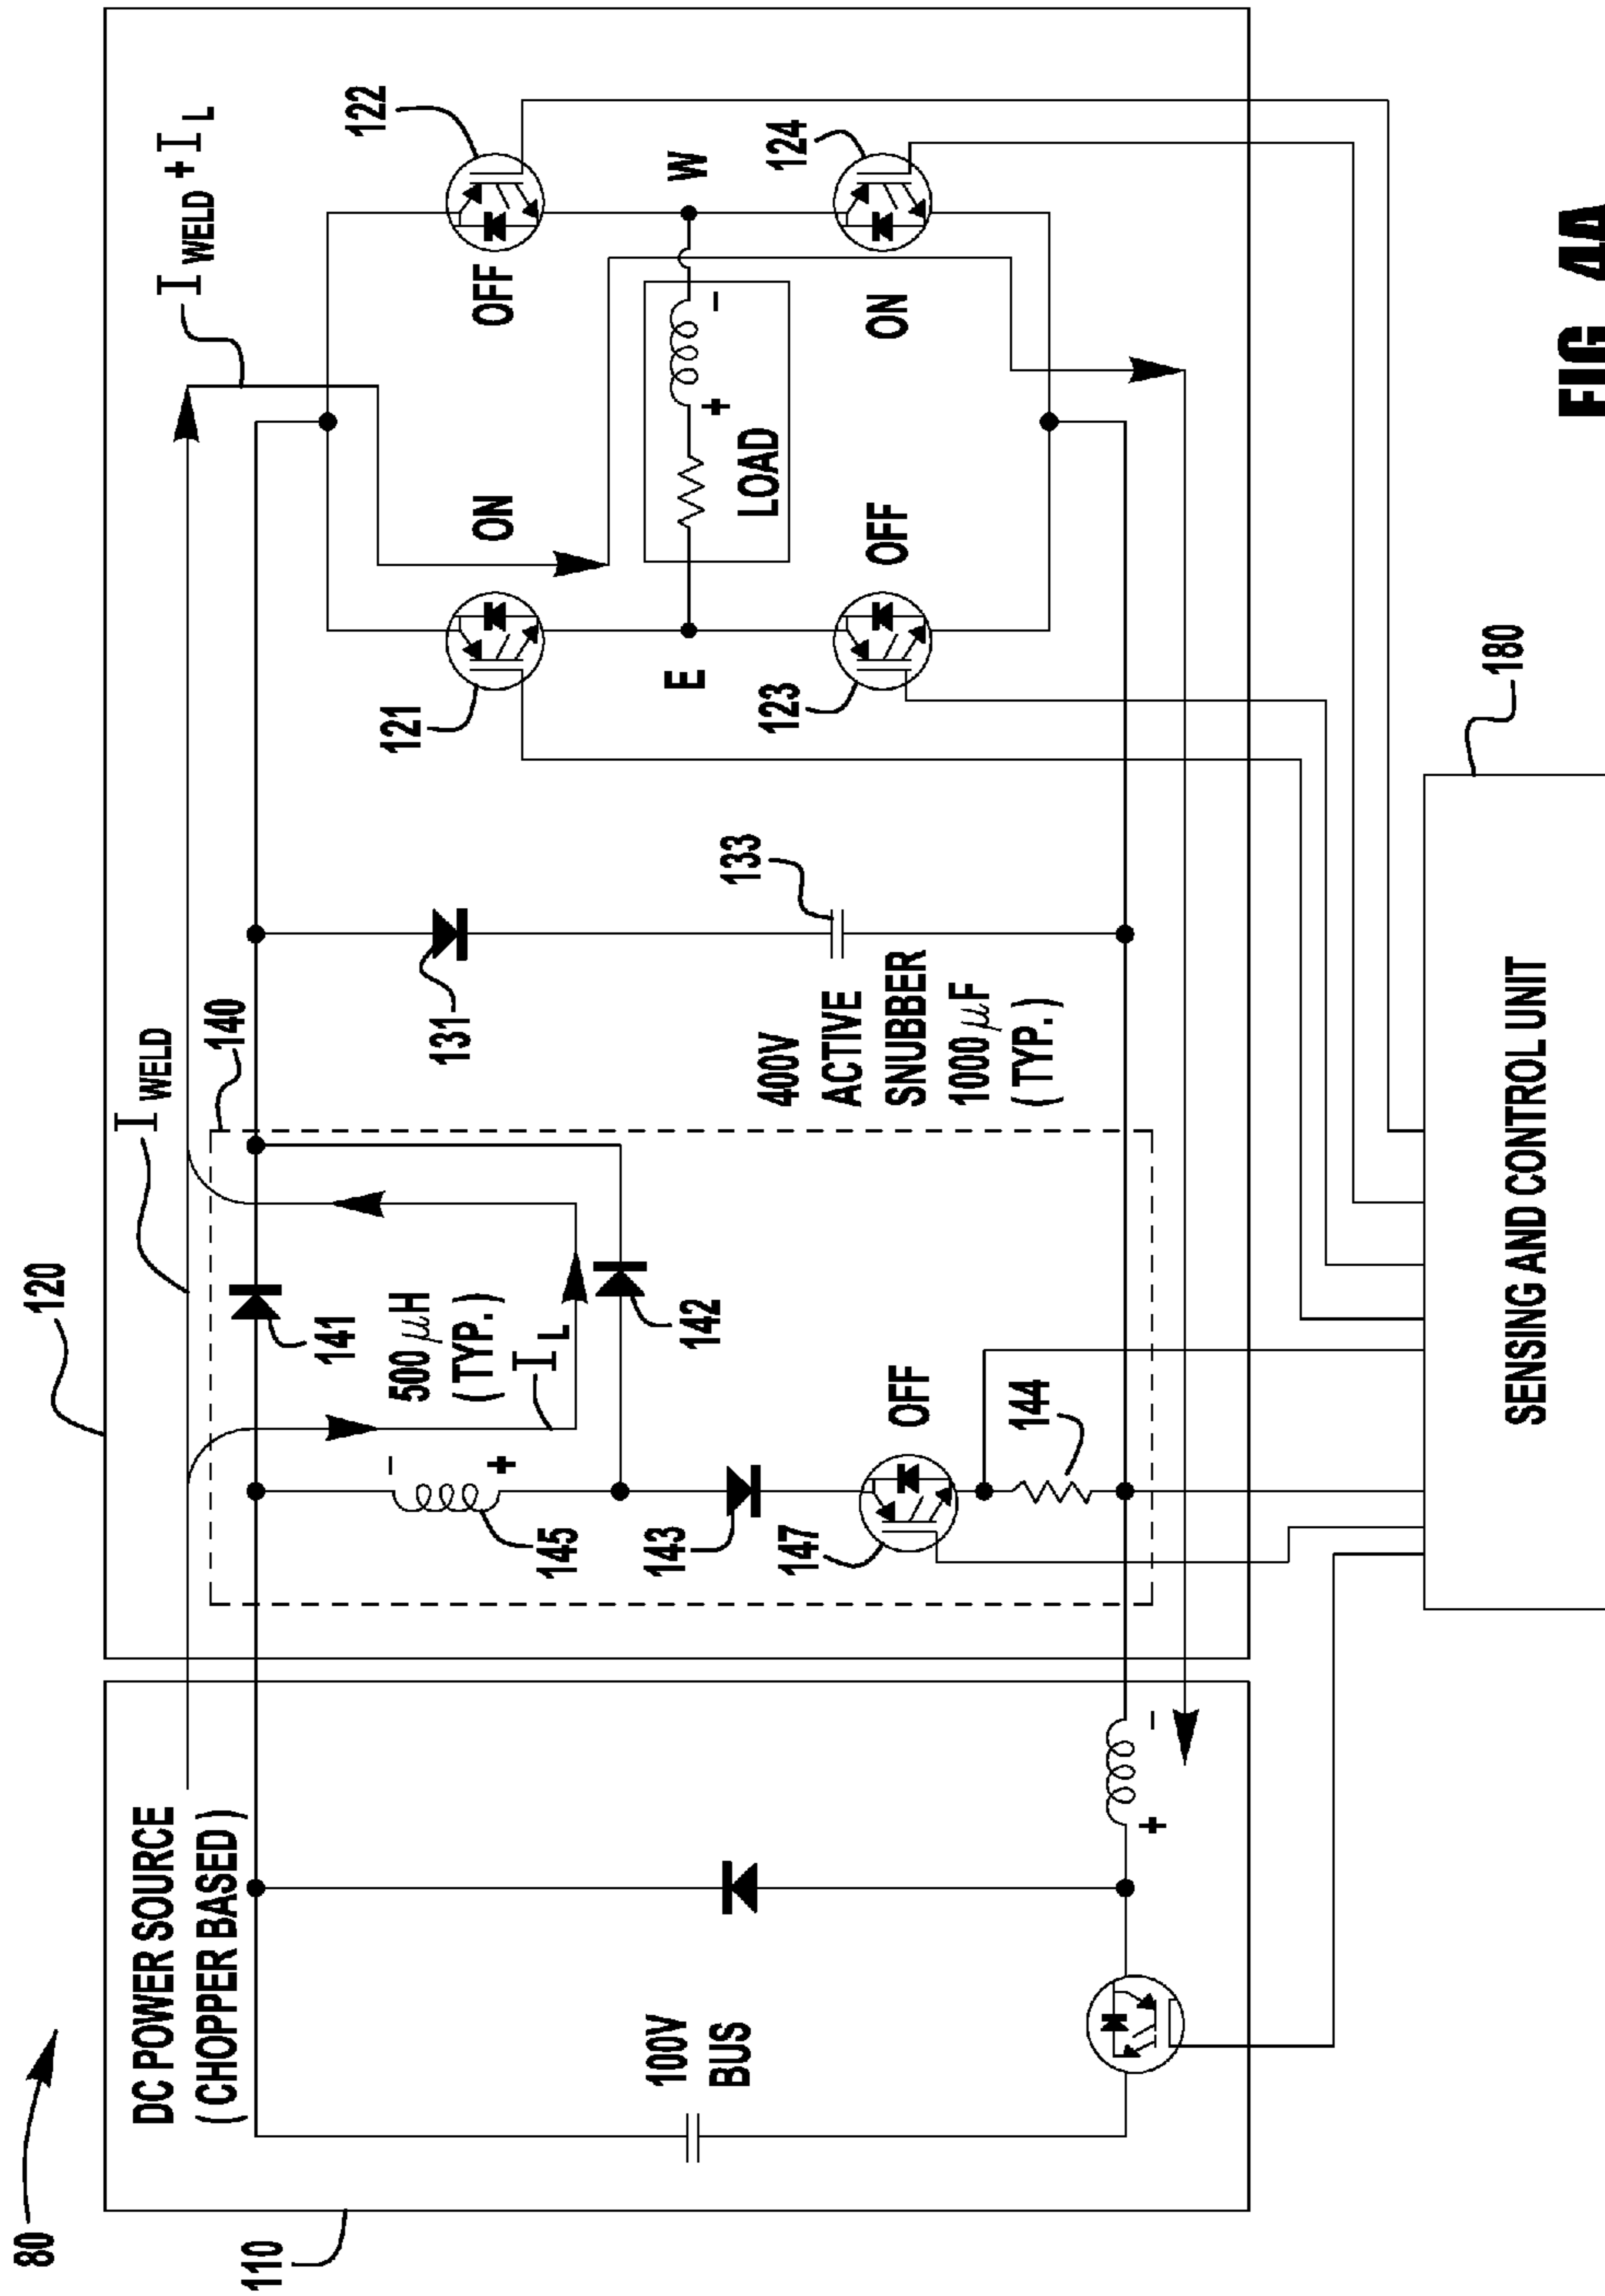 80
110
DC POWER SOURCE
(CHOPPER BASED)
100V
BUS
+
-
120
I WELD
140
141
500 μH
(TYP.)
I L
-
+
145
142
143
147
OFF
144
131
133
400V
ACTIVE
SNUBBER
1000 μF
(TYP.)
I WELD + I L
121
ON
122
OFF
E
W
+
-
LOAD
123
OFF
124
ON
180
SENSING AND CONTROL UNIT
FIG. 4A